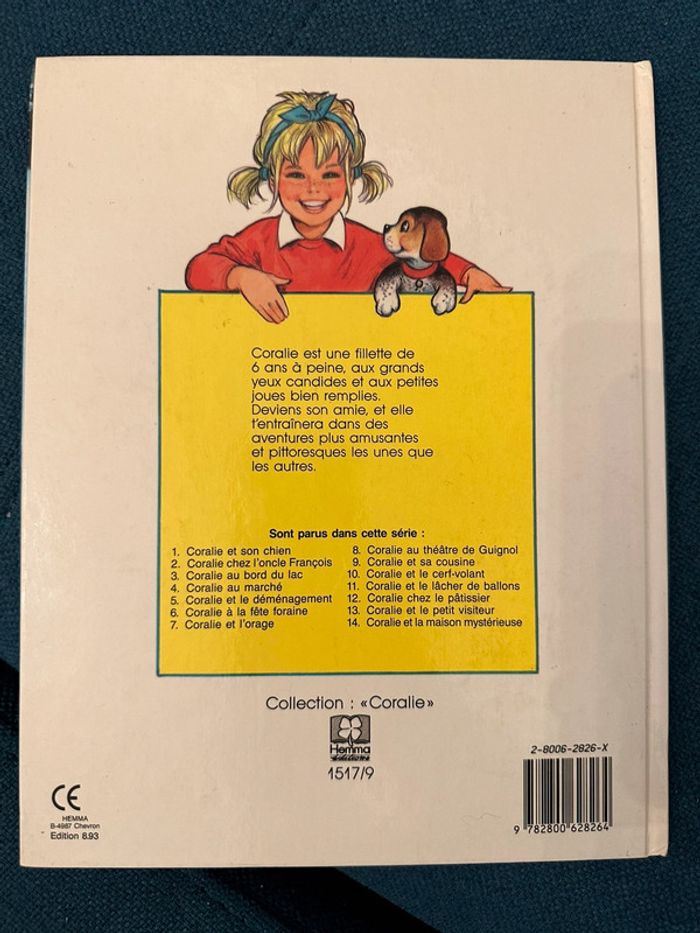 Coralie est une fillette de
6 ans à peine, aux grands
yeux candides et aux petites
joues bien remplies.
Deviens son amie, et elle
t'entraînera dans des
aventures plus amusantes
et pittoresques les unes que
les autres.
Sont parus dans cette série :
1. Coralie et son chien
2. Coralie chez l'oncle François
3. Coralie au bord du lac
4. Coralie au marché
5. Coralie et le déménagement
6. Coralie à la fête foraine
7. Coralie et l'orage
8. Coralie au théâtre de Guignol
9. Coralie et sa cousine
10. Coralie et le cerf-volant
11. Coralie et le lâcher de ballons
12. Coralie chez le pâtissier
13. Coralie et le petit visiteur
14. Coralie et la maison mystérieuse
Collection : «Coralie»
Hemma
éditions
1517/9
CE
HEMMA
B-4987 Chevron
Edition 8.93
2-8006-2826-X
9 782800 628264